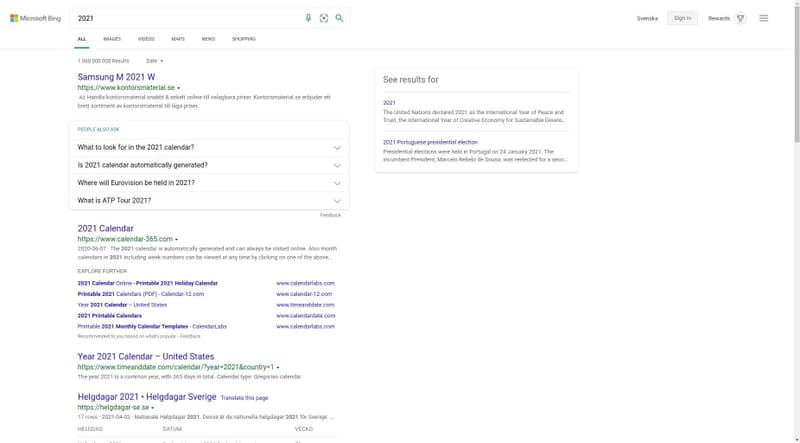 Microsoft Bing
2021
Svenska
Sign in
Rewards
ALL IMAGES VIDEOS MAPS NEWS SHOPPING
1 060 000 000 Results Date
Samsung M 2021 W
https://www.kontorsmaterial.se
Ad Handla kontorsmaterial snabbt & enkelt online till oslagbara priser. Kontorsmaterial.se erbjuder ett
brett sortiment av kontorsmaterial till låga priser.
PEOPLE ALSO ASK
What to look for in the 2021 calendar?
Is 2021 calendar automatically generated?
Where will Eurovision be held in 2021?
What is ATP Tour 2021?
Feedback
2021 Calendar
https://www.calendar-365.com
2020-06-07 · The 2021 calendar is automatically generated and can always be visited online. Also month
calendars in 2021 including week numbers can be viewed at any time by clicking on one of the above...
EXPLORE FURTHER
2021 Calendar Online - Printable 2021 Holiday Calendar www.calendarlabs.com
Printable 2021 Calendars (PDF) - Calendar-12.com www.calendar-12.com
Year 2021 Calendar – United States www.timeanddate.com
2021 Printable Calendars www.calendardate.com
Printable 2021 Monthly Calendar Templates - CalendarLabs www.calendarlabs.com
Recommended to you based on what's popular · Feedback
Year 2021 Calendar – United States
https://www.timeanddate.com/calendar/?year=2021&country=1
The year 2021 is a common year, with 365 days in total. Calendar type: Gregorian calendar
Helgdagar 2021 • Helgdagar Sverige Translate this page
https://helgdagar-se.se
17 rows · 2021-04-02 · Nationale Helgdagar 2021. Dessa är de nationella helgdagar 2021 för Sverige: ...
HELGDAG DATUM VECKO
See results for
2021
The United Nations declared 2021 as the International Year of Peace and
Trust, the International Year of Creative Economy for Sustainable Develo...
2021 Portuguese presidential election
Presidential elections were held in Portugal on 24 January 2021. The
incumbent President, Marcelo Rebelo de Sousa, was reelected for a seco...